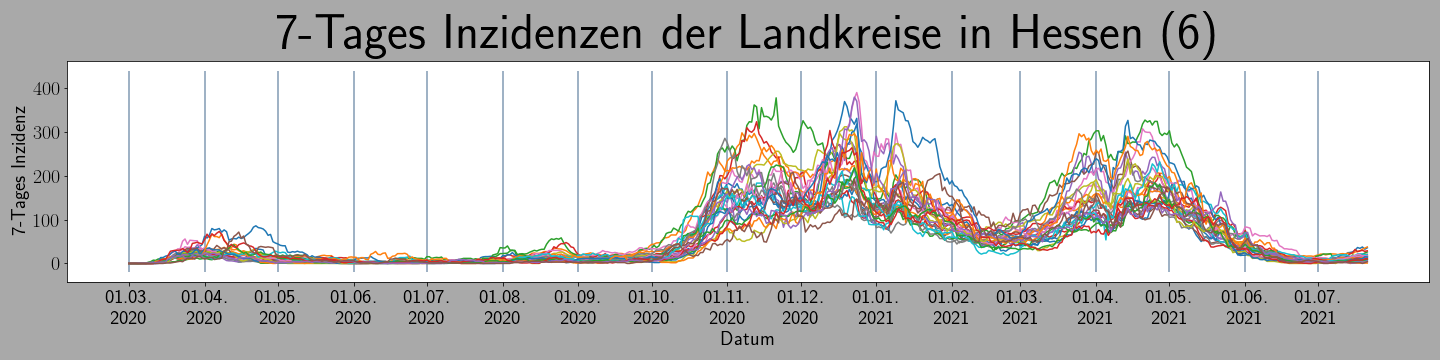 7-Tages Inzidenzen der Landkreise in Hessen (6)
7-Tages Inzidenz
400
300
200
100
0
01.03. 01.04. 01.05. 01.06. 01.07. 01.08. 01.09. 01.10. 01.11. 01.12. 01.01. 01.02. 01.03. 01.04. 01.05. 01.06. 01.07.
2020 2020 2020 2020 2020 2020 2020 2020 2020 2020 2021 2021 2021 2021 2021 2021 2021
Datum